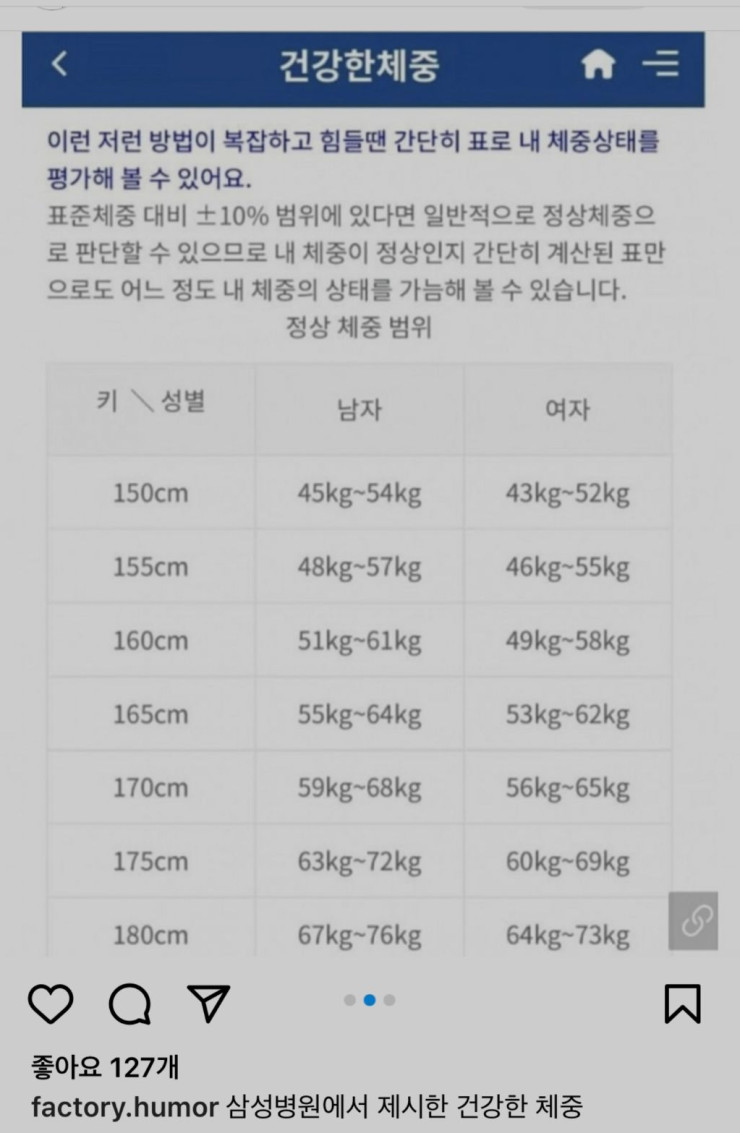 건강한체중
이런 저런 방법이 복잡하고 힘들땐 간단히 표로 내 체중상태를
평가해 볼 수 있어요.
표준체중 대비 ±10% 범위에 있다면 일반적으로 정상체중으
로 판단할 수 있으므로 내 체중이 정상인지 간단히 계산된 표만
으로도 어느 정도 내 체중의 상태를 가늠해 볼 수 있습니다.
정상 체중 범위
키 \ 성별 남자 여자
150cm 45kg~54kg 43kg~52kg
155cm 48kg~57kg 46kg~55kg
160cm 51kg~61kg 49kg~58kg
165cm 55kg~64kg 53kg~62kg
170cm 59kg~68kg 56kg~65kg
175cm 63kg~72kg 60kg~69kg
180cm 67kg~76kg 64kg~73kg
좋아요 127개
factory.humor 삼성병원에서 제시한 건강한 체중